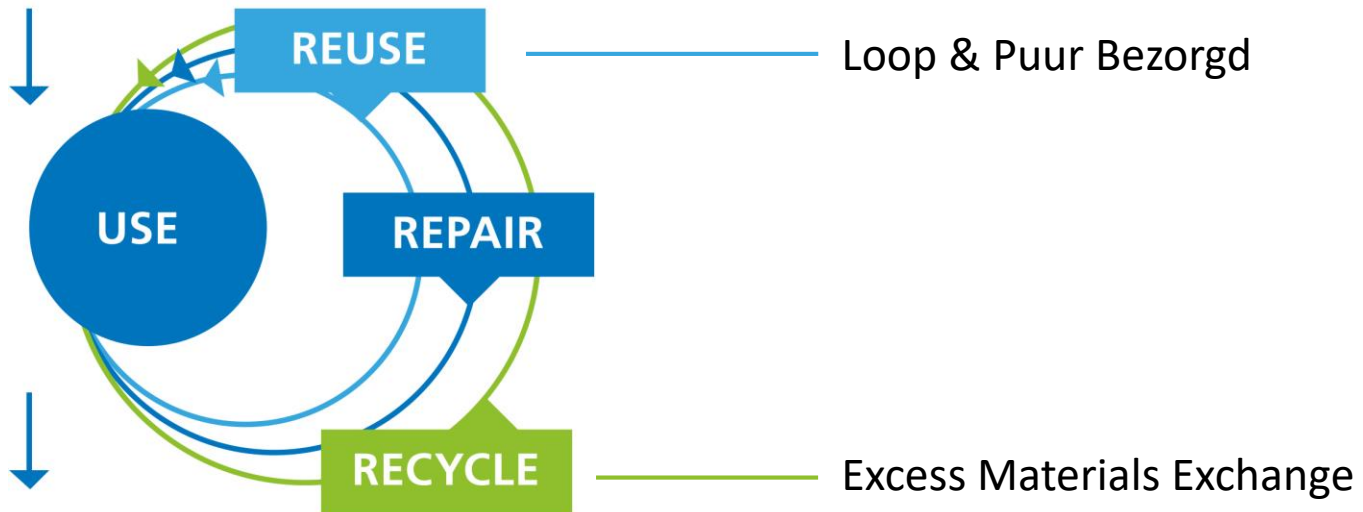 REUSE
Loop & Puur Bezorgd
USE
REPAIR
RECYCLE
Excess Materials Exchange